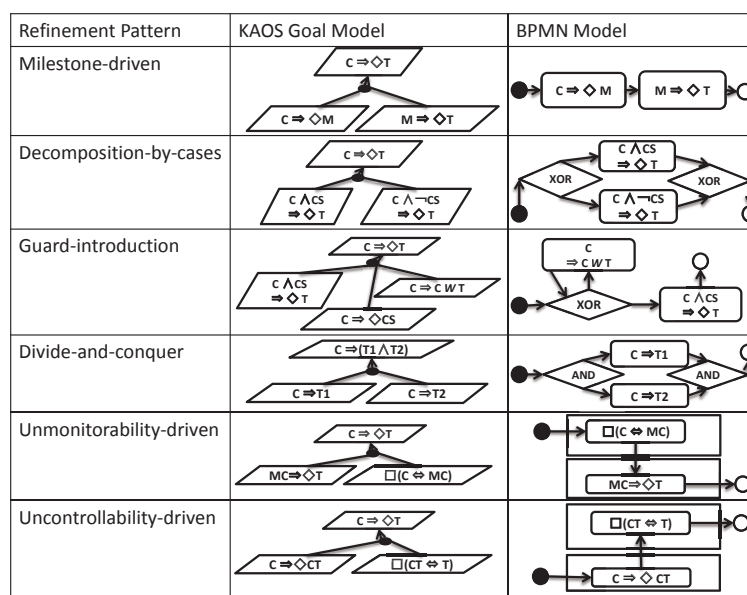 Refinement Pattern KAOS Goal Model BPMN Model
Milestone-driven
C ⇒ ◇T
C ⇒ ◇ M
M ⇒ ◇ T
C ⇒ ◇ M
M ⇒ ◇ T
Decomposition-by-cases
C ⇒ ◇T
C ∧CS
⇒ ◇ T
C ∧¬CS
⇒ ◇ T
XOR
C ∧CS
⇒ ◇ T
C ∧¬CS
⇒ ◇ T
XOR
Guard-introduction
C ⇒ ◇T
C ∧CS
⇒ ◇ T
C ⇒ C W T
C ⇒ ◇CS
C
⇒ C W T
XOR
C ∧CS
⇒ ◇ T
Divide-and-conquer
C ⇒(T1 ∧T2)
C ⇒T1
C ⇒T2
AND
C ⇒T1
C ⇒T2
AND
Unmonitorability-driven
C ⇒ ◇T
MC⇒◇T
□(C ⇔ MC)
□(C ⇔ MC)
MC⇒◇T
Uncontrollability-driven
C ⇒ ◇T
C ⇒◇CT
□(CT ⇔ T)
□(CT ⇔ T)
C ⇒ ◇ CT